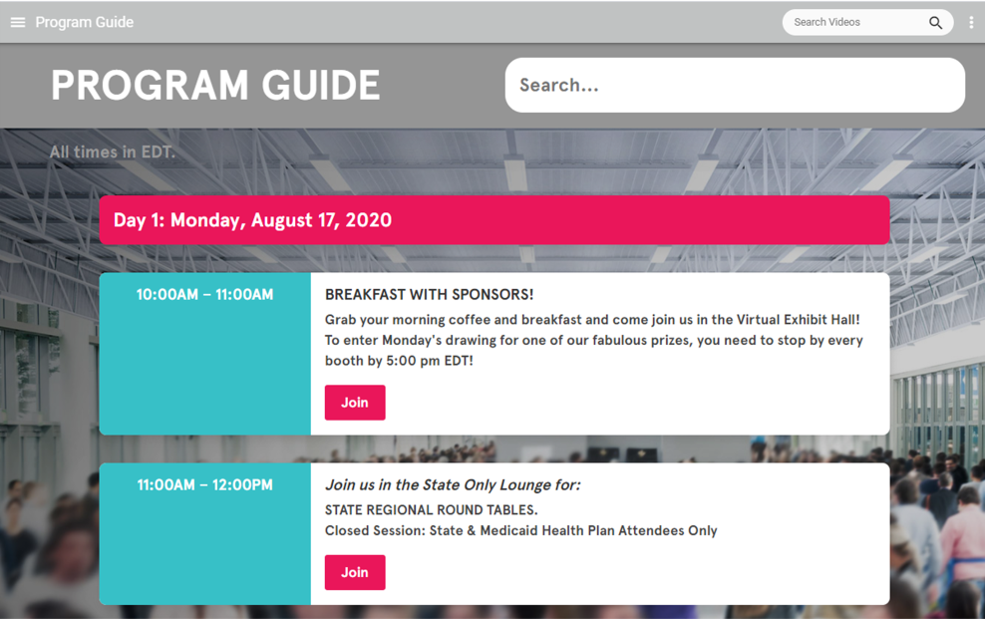 Program Guide
Search Videos
PROGRAM GUIDE
Search...
All times in EDT.
Day 1: Monday, August 17, 2020
10:00AM – 11:00AM
BREAKFAST WITH SPONSORS!
Grab your morning coffee and breakfast and come join us in the Virtual Exhibit Hall!
To enter Monday's drawing for one of our fabulous prizes, you need to stop by every
booth by 5:00 pm EDT!
Join
11:00AM – 12:00PM
Join us in the State Only Lounge for:
STATE REGIONAL ROUND TABLES.
Closed Session: State & Medicaid Health Plan Attendees Only
Join